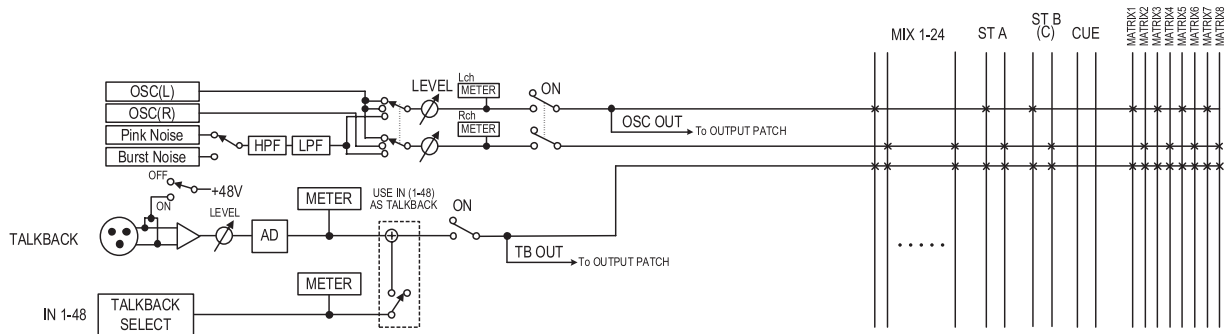 MIX 1-24
ST A
ST B
(C)
CUE
MATRIX1
MATRIX2
MATRIX3
MATRIX4
MATRIX5
MATRIX6
MATRIX7
MATRIX8
OSC(L)
OSC(R)
Pink Noise
Burst Noise
HPF
LPF
LEVEL
Lch
METER
Rch
METER
ON
OSC OUT
To OUTPUT PATCH
OFF
+48V
ON
LEVEL
TALKBACK
AD
METER
USE IN (1-48)
AS TALKBACK
ON
TB OUT
To OUTPUT PATCH
METER
IN 1-48
TALKBACK
SELECT